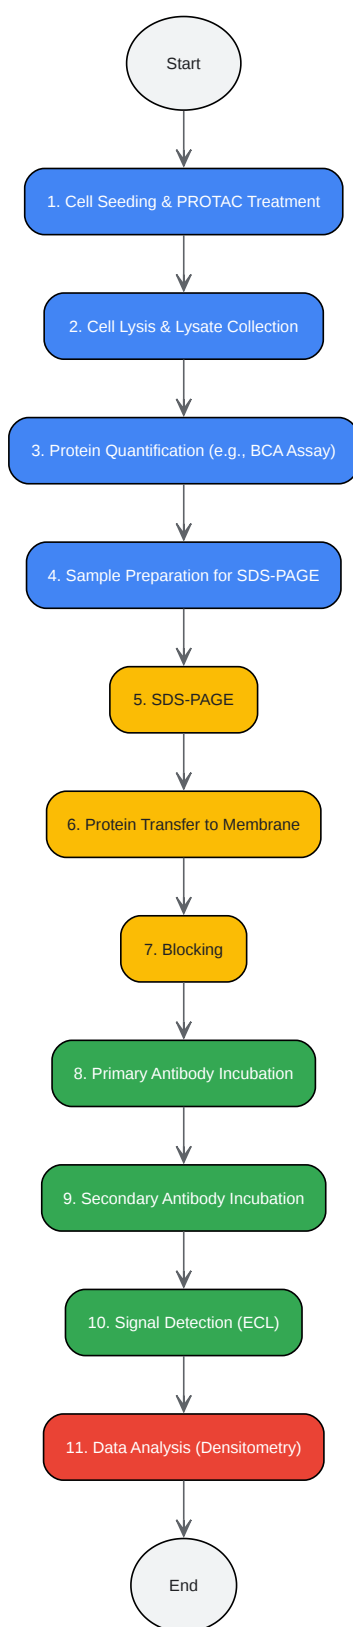 Start
1. Cell Seeding & PROTAC Treatment
2. Cell Lysis & Lysate Collection
3. Protein Quantification (e.g., BCA Assay)
4. Sample Preparation for SDS-PAGE
5. SDS-PAGE
6. Protein Transfer to Membrane
7. Blocking
8. Primary Antibody Incubation
9. Secondary Antibody Incubation
10. Signal Detection (ECL)
11. Data Analysis (Densitometry)
End